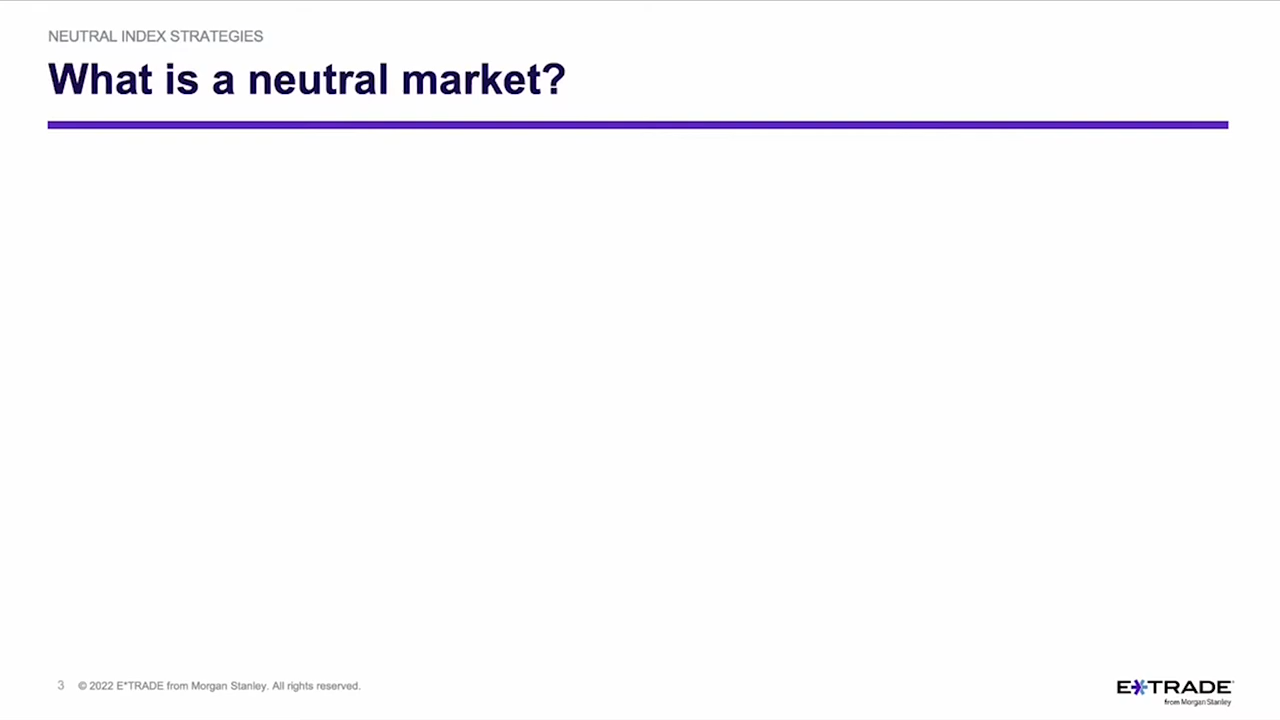 NEUTRAL INDEX STRATEGIES
What is a neutral market?
3 © 2022 E*TRADE from Morgan Stanley. All rights reserved.
E*TRADE
from Morgan Stanley